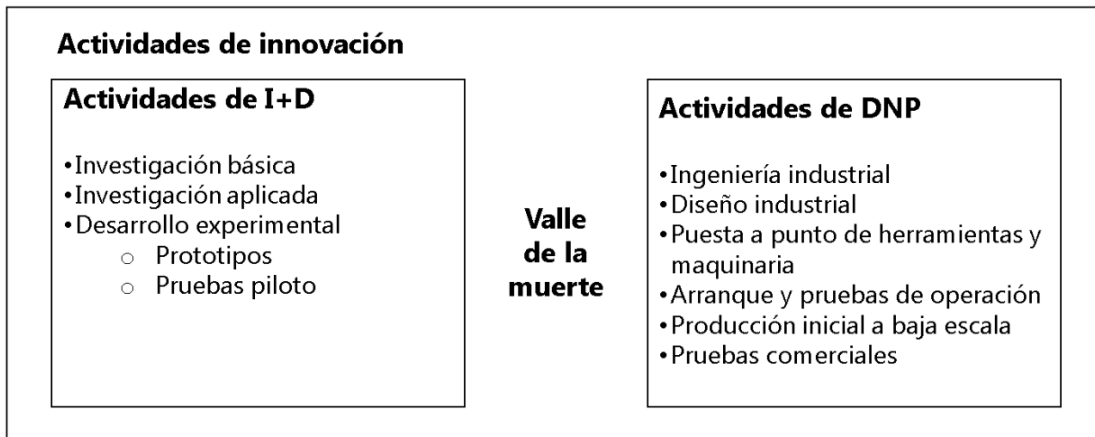 Actividades de innovación
Actividades de I+D
•Investigación básica
•Investigación aplicada
•Desarrollo experimental
○ Prototipos
○ Pruebas piloto
Valle
de la
muerte
Actividades de DNP
•Ingeniería industrial
•Diseño industrial
•Puesta a punto de herramientas y
maquinaria
•Arranque y pruebas de operación
•Producción inicial a baja escala
•Pruebas comerciales